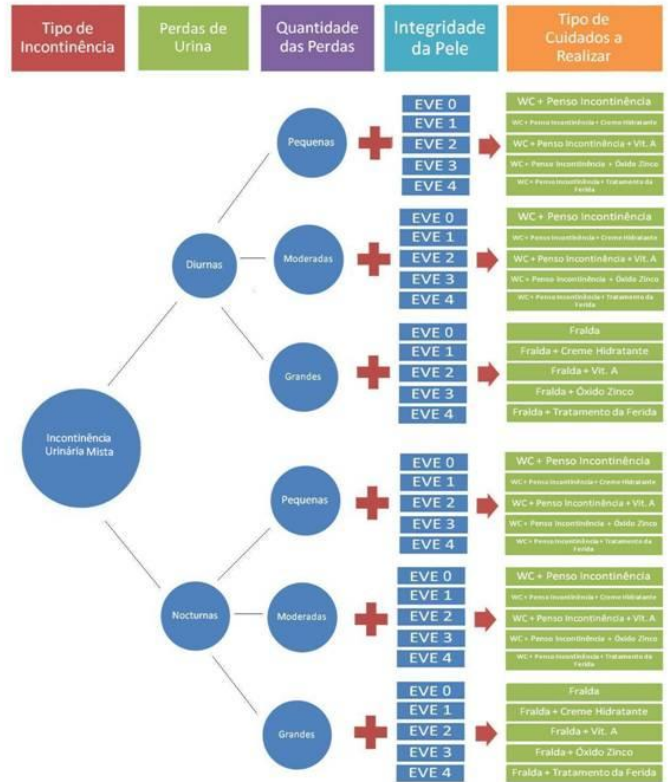 Tipo de
Incontinência
Perdas de
Urina
Quantidade
das Perdas
Integridade
da Pele
Tipo de
Cuidados a
Realizar
Incontinência
Urinária Mista
Diurnas
Pequenas
EVE 0
EVE 1
EVE 2
EVE 3
EVE 4
WC + Penso Incontinência
WC + Penso Incontinência + Creme Hidratante
WC + Penso Incontinência + Vit. A
WC + Penso Incontinência + Óxido Zinco
WC + Penso Incontinência + Tratamento da
Ferida
Moderadas
EVE 0
EVE 1
EVE 2
EVE 3
EVE 4
WC + Penso Incontinência
WC + Penso Incontinência + Creme Hidratante
WC + Penso Incontinência + Vit. A
WC + Penso Incontinência + Óxido Zinco
WC + Penso Incontinência + Tratamento da
Ferida
Grandes
EVE 0
EVE 1
EVE 2
EVE 3
EVE 4
Fralda
Fralda + Creme Hidratante
Fralda + Vit. A
Fralda + Óxido Zinco
Fralda + Tratamento da Ferida
Nocturnas
Pequenas
EVE 0
EVE 1
EVE 2
EVE 3
EVE 4
WC + Penso Incontinência
WC + Penso Incontinência + Creme Hidratante
WC + Penso Incontinência + Vit. A
WC + Penso Incontinência + Óxido Zinco
WC + Penso Incontinência + Tratamento da
Ferida
Moderadas
EVE 0
EVE 1
EVE 2
EVE 3
EVE 4
WC + Penso Incontinência
WC + Penso Incontinência + Creme Hidratante
WC + Penso Incontinência + Vit. A
WC + Penso Incontinência + Óxido Zinco
WC + Penso Incontinência + Tratamento da
Ferida
Grandes
EVE 0
EVE 1
EVE 2
EVE 3
EVE 4
Fralda
Fralda + Creme Hidratante
Fralda + Vit. A
Fralda + Óxido Zinco
Fralda + Tratamento da Ferida